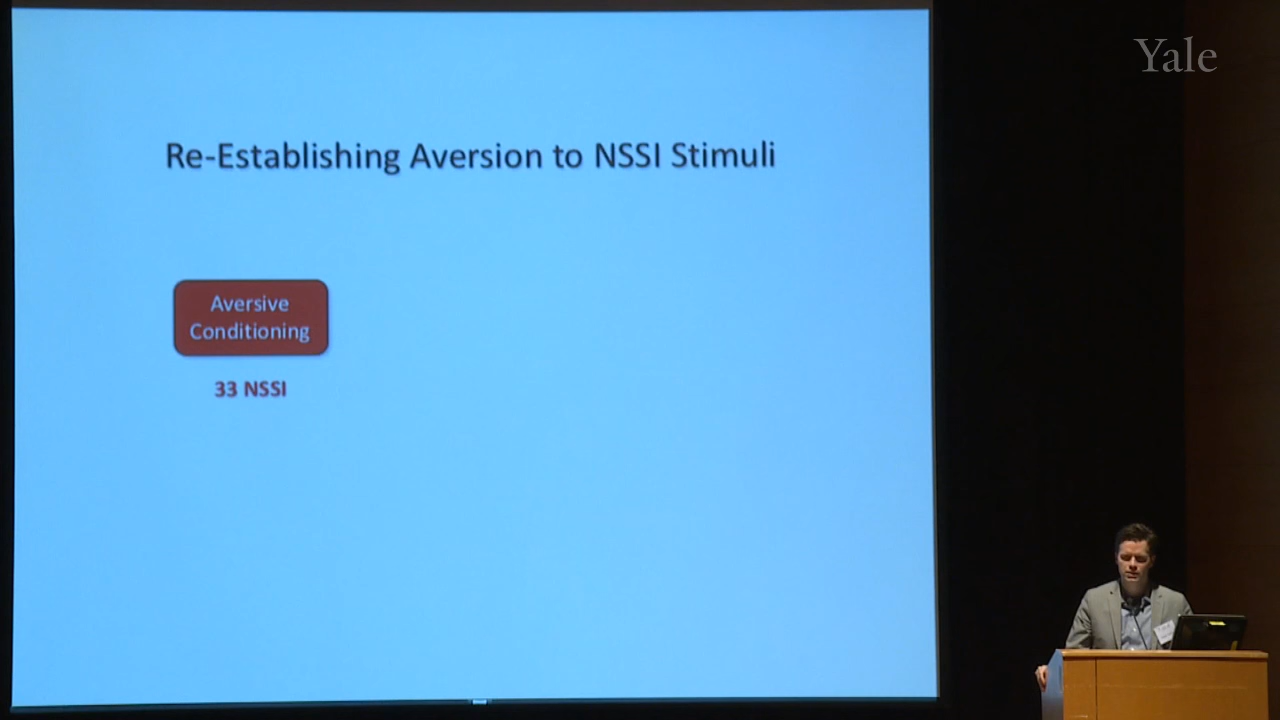 Yale
Re-Establishing Aversion to NSSI Stimuli
Aversive
Conditioning
33 NSSI